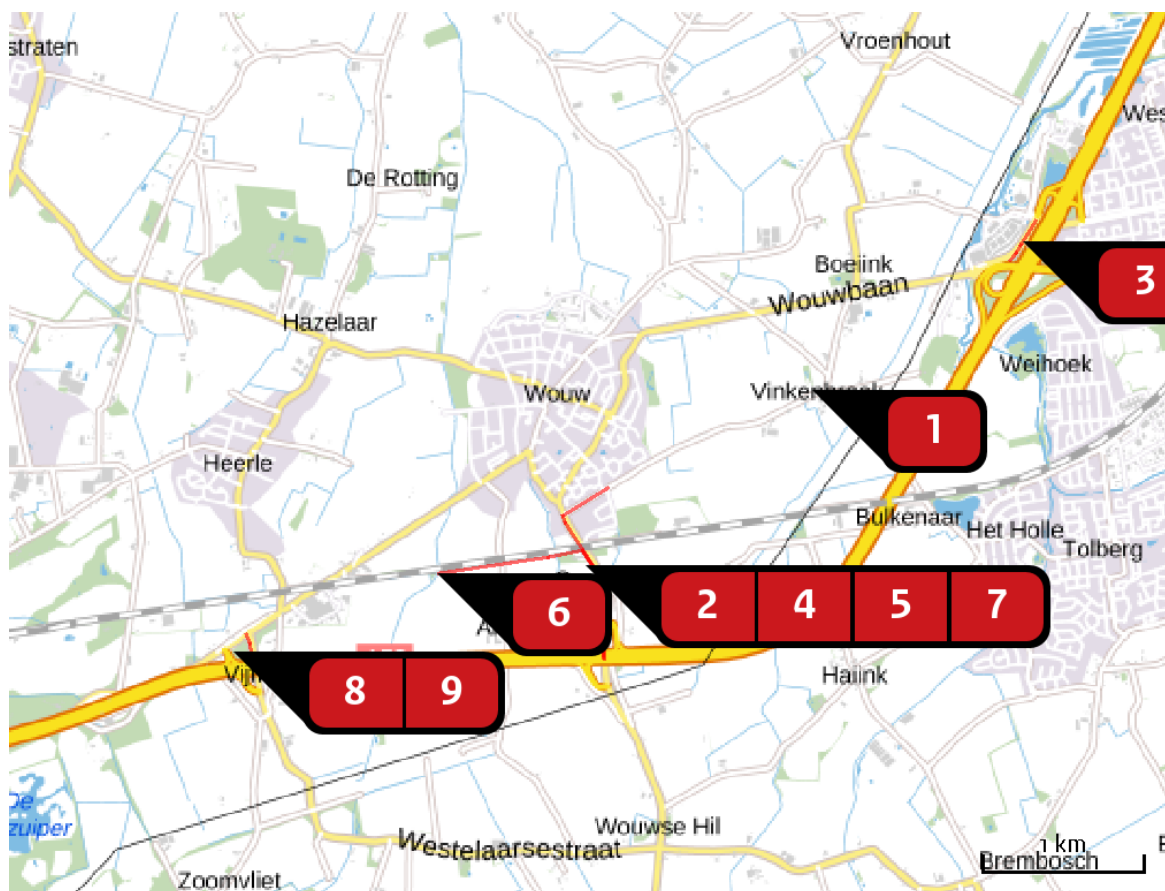 straten
Vroenhout
Wes
De Rotting
Boeiink
3
Wouwbaan
Hazelaar
Weihoek
Wouw
1
Heerle
Bulkenaar
Het Holle
Tolberg
2 4 5 7
6
Haiink
8 9
De
zuiper
Wouwse Hil
Westelaarsestraat
1 km
Brembosch
Zoomvliet